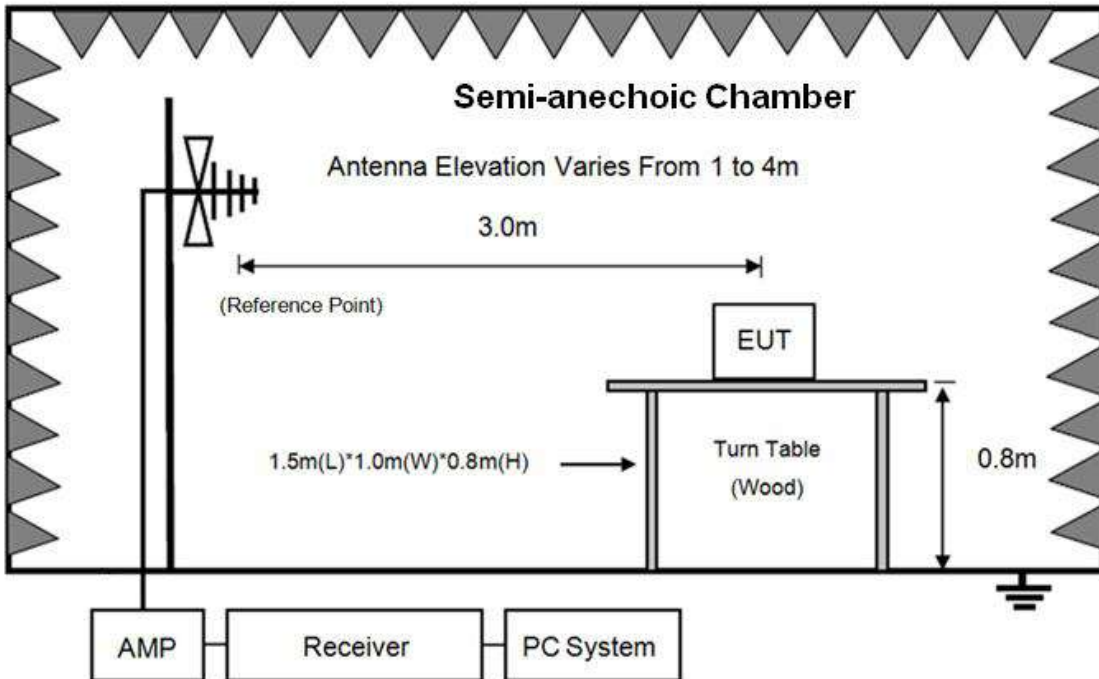 Semi-anechoic Chamber
Antenna Elevation Varies From 1 to 4m
3.0m
(Reference Point)
EUT
1.5m(L)*1.0m(W)*0.8m(H)
Turn Table
(Wood)
0.8m
AMP
Receiver
PC System